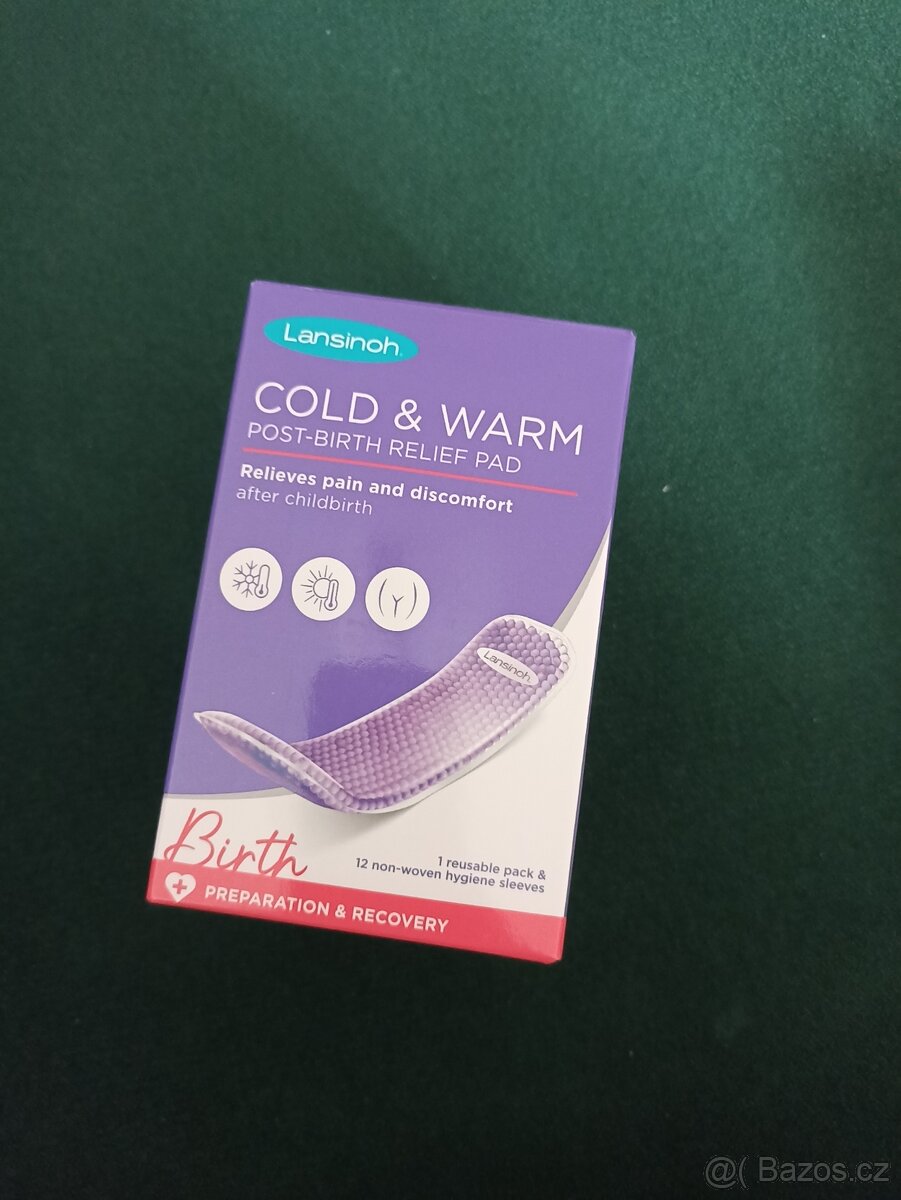 Lansinoh
COLD & WARM
POST-BIRTH RELIEF PAD
Relieves pain and discomfort
after childbirth
Lansinoh
Birth
1 reusable pack &
12 non-woven hygiene sleeves
PREPARATION & RECOVERY
@( Bazos.cz